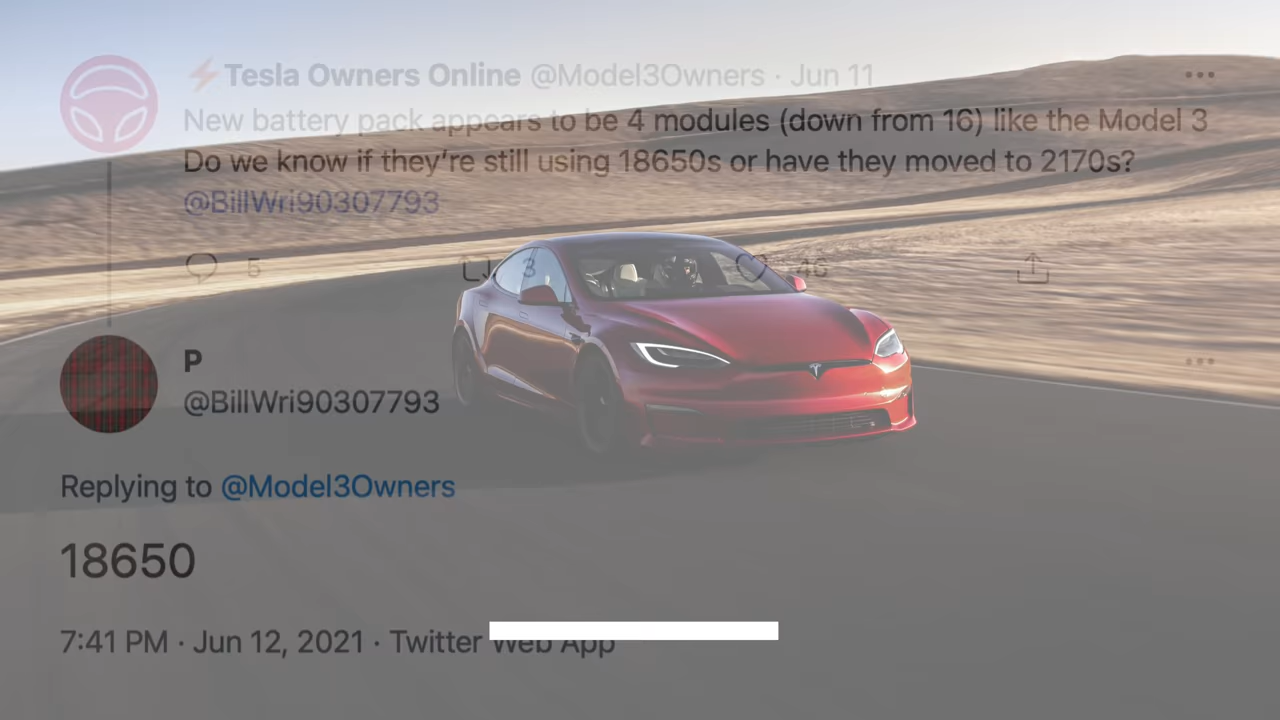 ⚡Tesla Owners Online @Model3Owners · Jun 11
New battery pack appears to be 4 modules (down from 16) like the Model 3
Do we know if they're still using 18650s or have they moved to 2170s?
@BillWri90307793
5 3 46
P
@BillWri90307793
Replying to @Model3Owners
18650
7:41 PM · Jun 12, 2021 · Twitter Web App